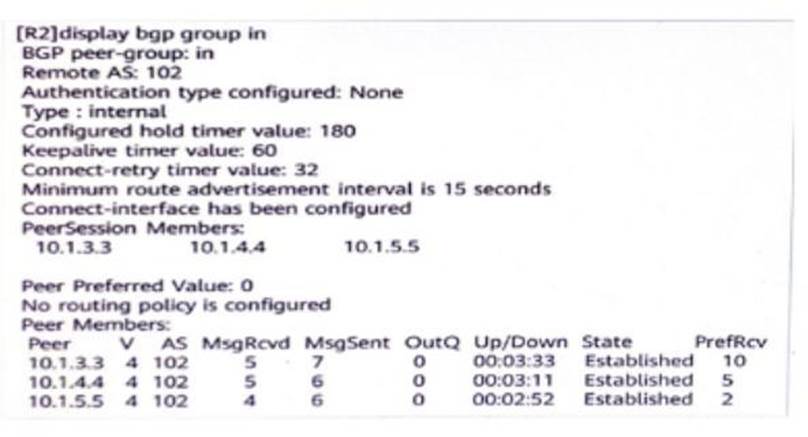 [R2]display bgp group in
BGP peer-group: in
Remote AS: 102
Authentication type configured: None
Type : internal
Configured hold timer value: 180
Keepalive timer value: 60
Connect-retry timer value: 32
Minimum route advertisement interval is 15 seconds
Connect-interface has been configured
PeerSession Members:
10.1.3.3 10.1.4.4 10.1.5.5
Peer Preferred Value: 0
No routing policy is configured
Peer Members:
Peer V AS MsgRcvd MsgSent OutQ Up/Down State PrefRcv
10.1.3.3 4 102 5 7 0 00:03:33 Established 10
10.1.4.4 4 102 5 6 0 00:03:11 Established 5
10.1.5.5 4 102 4 6 0 00:02:52 Established 2